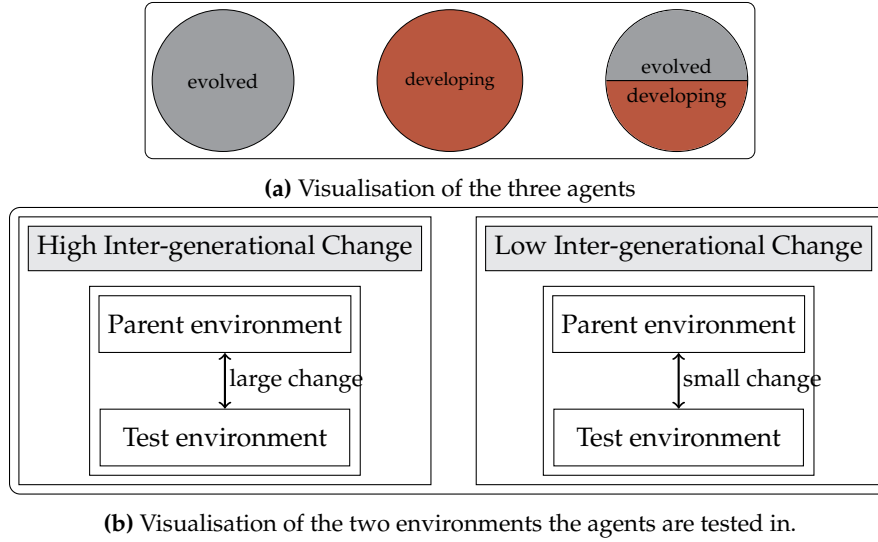 evolved
developing
evolved
developing
(a) Visualisation of the three agents
High Inter-generational Change
Parent environment
large change
Test environment
Low Inter-generational Change
Parent environment
small change
Test environment
(b) Visualisation of the two environments the agents are tested in.